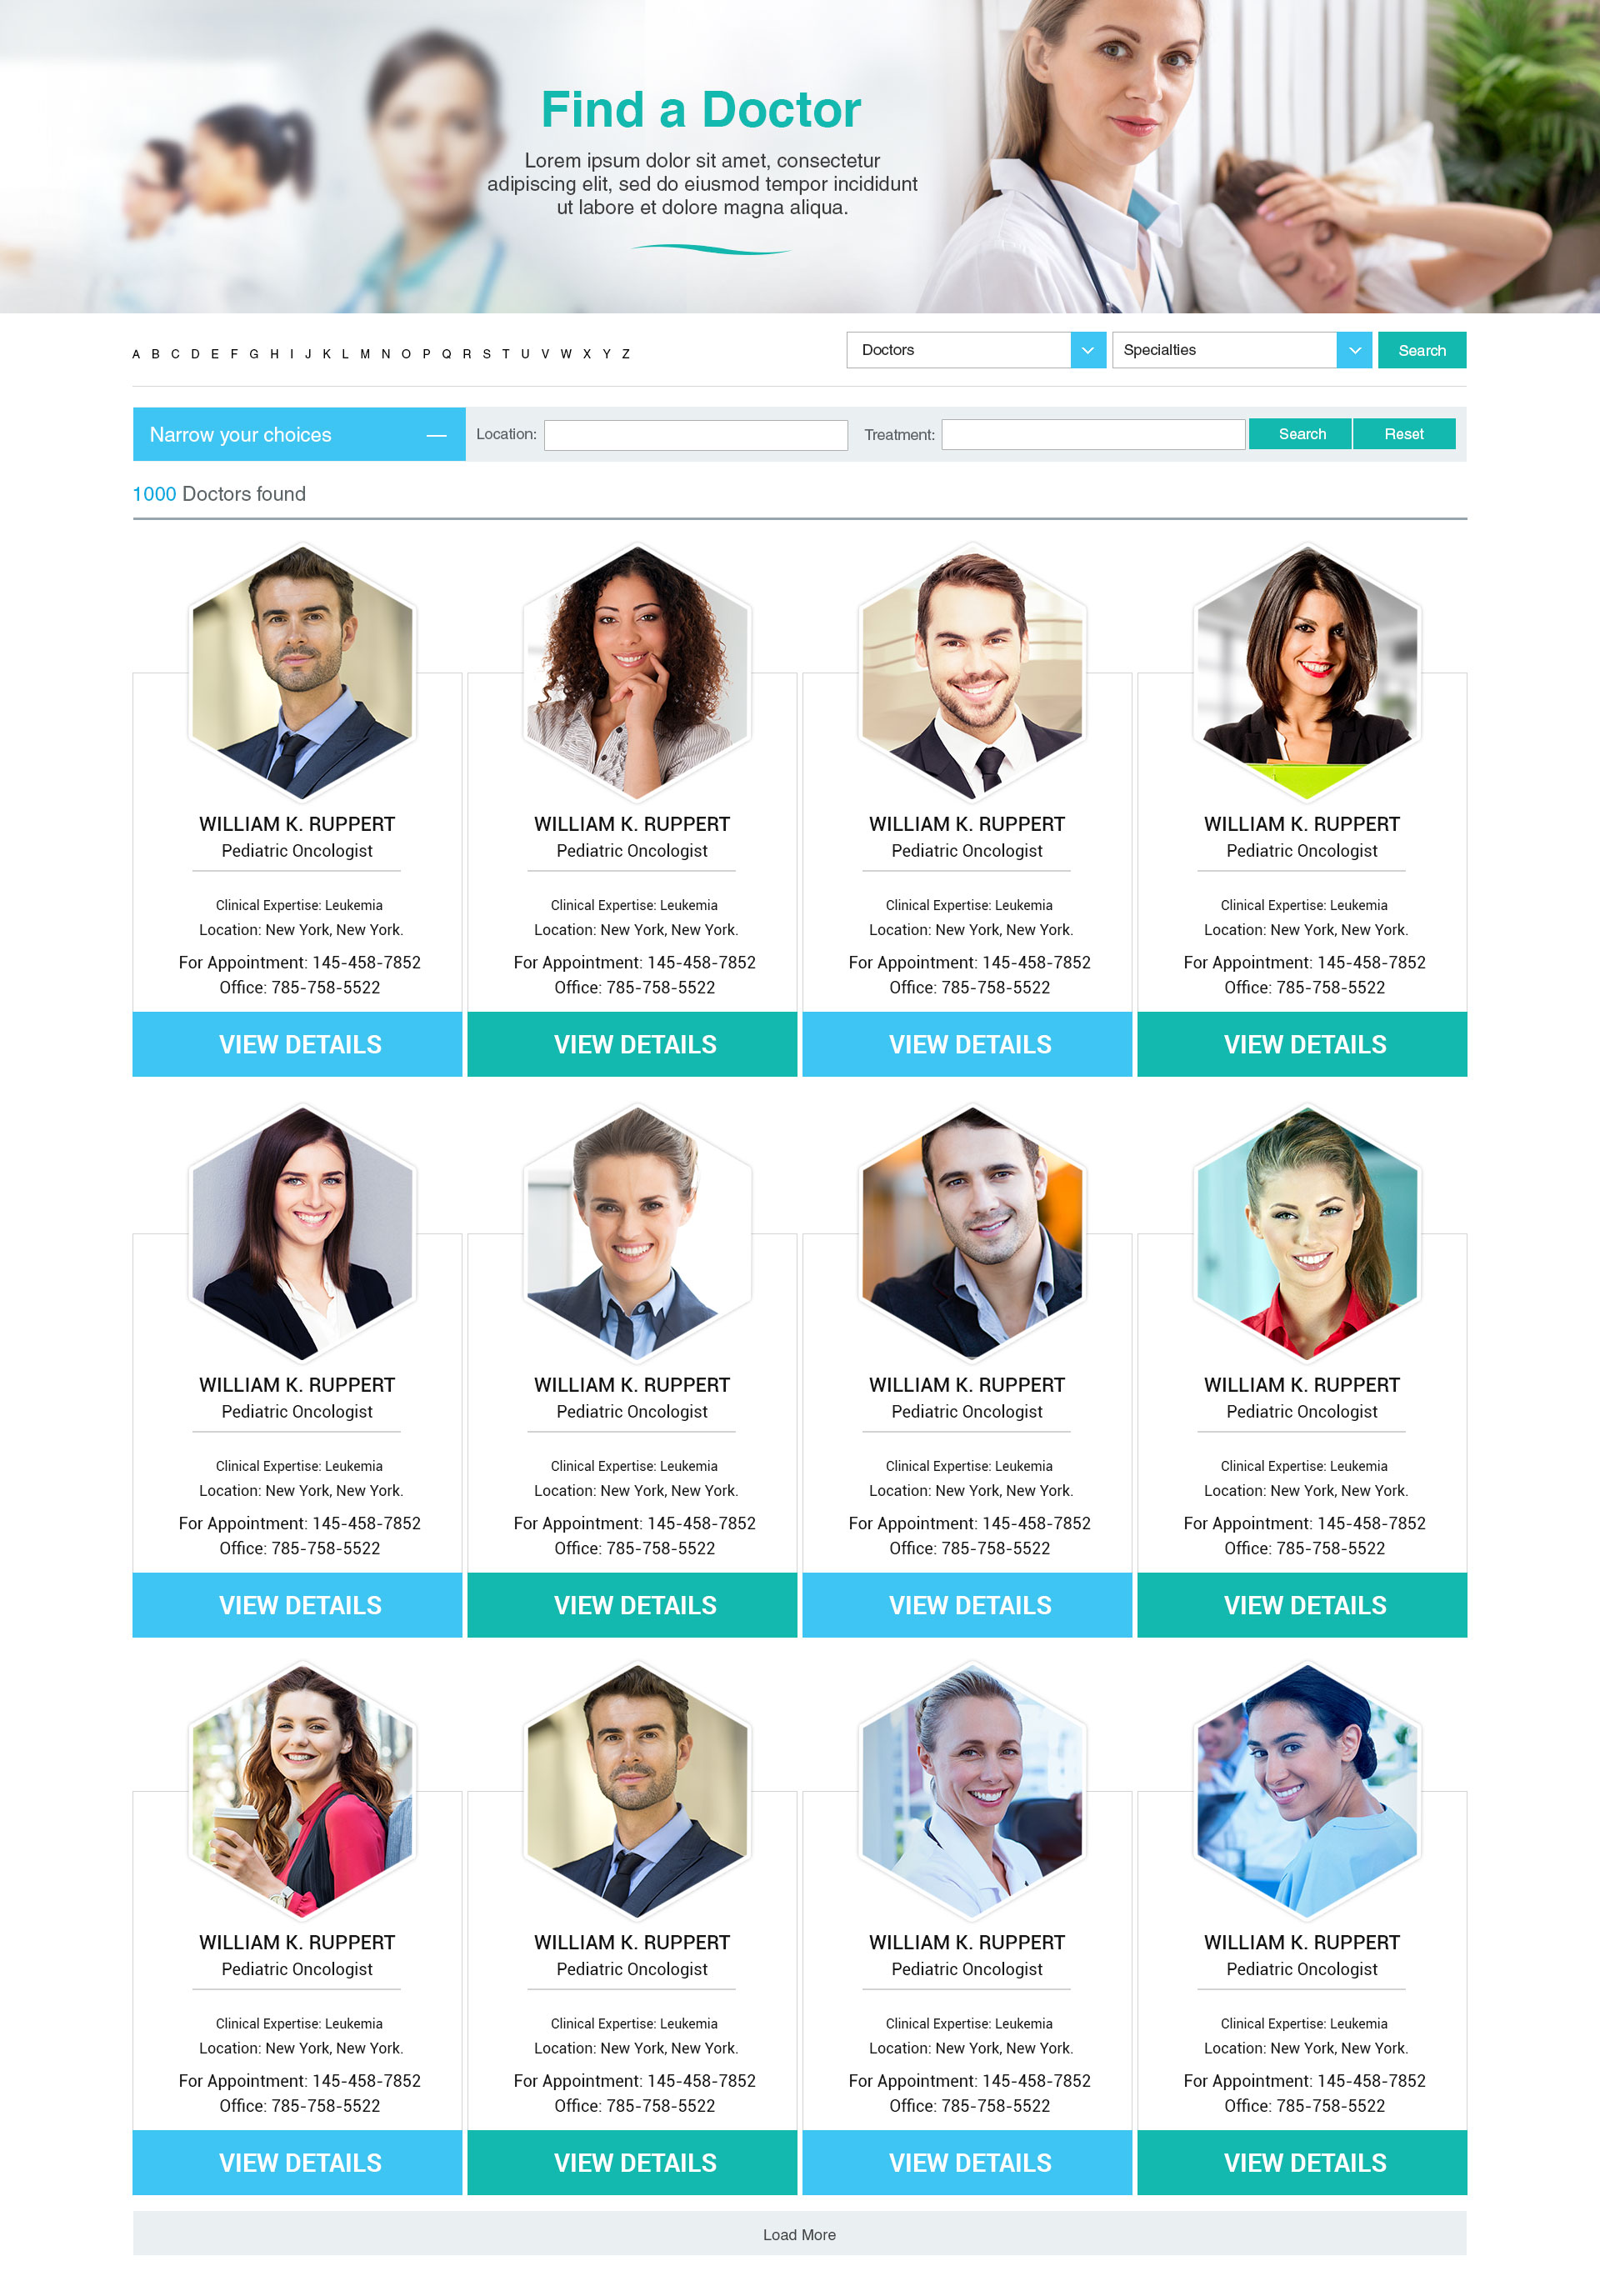 Find a Doctor
Lorem ipsum dolor sit amet, consectetur
adipiscing elit, sed do eiusmod tempor incididunt
ut labore et dolore magna aliqua.
A B C D E F G H I J K L M N O P Q R S T U V W X Y Z
Doctors
Specialties
Search
Narrow your choices
Location:
Treatment:
Search
Reset
1000 Doctors found
WILLIAM K. RUPPERT
Pediatric Oncologist
Clinical Expertise: Leukemia
Location: New York, New York.
For Appointment: 145-458-7852
Office: 785-758-5522
VIEW DETAILS
WILLIAM K. RUPPERT
Pediatric Oncologist
Clinical Expertise: Leukemia
Location: New York, New York.
For Appointment: 145-458-7852
Office: 785-758-5522
VIEW DETAILS
WILLIAM K. RUPPERT
Pediatric Oncologist
Clinical Expertise: Leukemia
Location: New York, New York.
For Appointment: 145-458-7852
Office: 785-758-5522
VIEW DETAILS
WILLIAM K. RUPPERT
Pediatric Oncologist
Clinical Expertise: Leukemia
Location: New York, New York.
For Appointment: 145-458-7852
Office: 785-758-5522
VIEW DETAILS
WILLIAM K. RUPPERT
Pediatric Oncologist
Clinical Expertise: Leukemia
Location: New York, New York.
For Appointment: 145-458-7852
Office: 785-758-5522
VIEW DETAILS
WILLIAM K. RUPPERT
Pediatric Oncologist
Clinical Expertise: Leukemia
Location: New York, New York.
For Appointment: 145-458-7852
Office: 785-758-5522
VIEW DETAILS
WILLIAM K. RUPPERT
Pediatric Oncologist
Clinical Expertise: Leukemia
Location: New York, New York.
For Appointment: 145-458-7852
Office: 785-758-5522
VIEW DETAILS
WILLIAM K. RUPPERT
Pediatric Oncologist
Clinical Expertise: Leukemia
Location: New York, New York.
For Appointment: 145-458-7852
Office: 785-758-5522
VIEW DETAILS
WILLIAM K. RUPPERT
Pediatric Oncologist
Clinical Expertise: Leukemia
Location: New York, New York.
For Appointment: 145-458-7852
Office: 785-758-5522
VIEW DETAILS
WILLIAM K. RUPPERT
Pediatric Oncologist
Clinical Expertise: Leukemia
Location: New York, New York.
For Appointment: 145-458-7852
Office: 785-758-5522
VIEW DETAILS
WILLIAM K. RUPPERT
Pediatric Oncologist
Clinical Expertise: Leukemia
Location: New York, New York.
For Appointment: 145-458-7852
Office: 785-758-5522
VIEW DETAILS
WILLIAM K. RUPPERT
Pediatric Oncologist
Clinical Expertise: Leukemia
Location: New York, New York.
For Appointment: 145-458-7852
Office: 785-758-5522
VIEW DETAILS
Load More